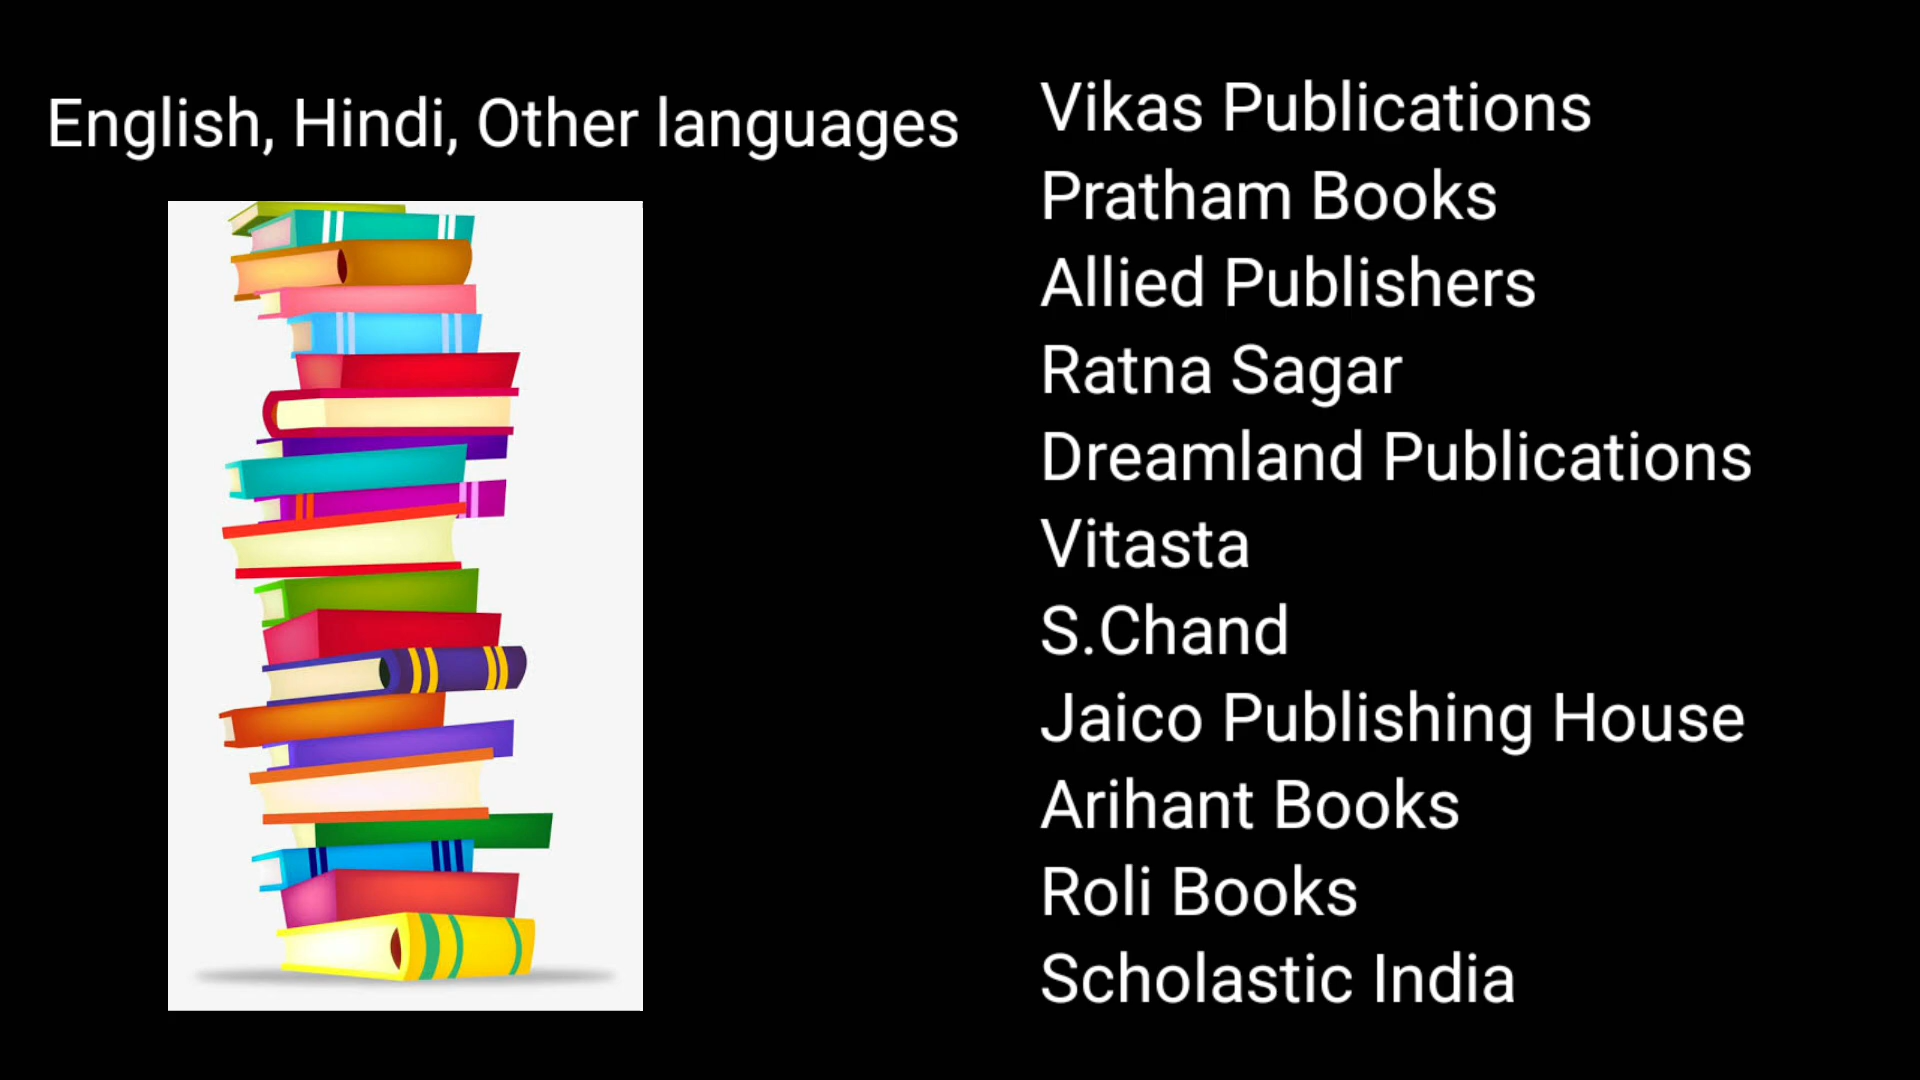 English, Hindi, Other languages
Vikas Publications
Pratham Books
Allied Publishers
Ratna Sagar
Dreamland Publications
Vitasta
S.Chand
Jaico Publishing House
Arihant Books
Roli Books
Scholastic India